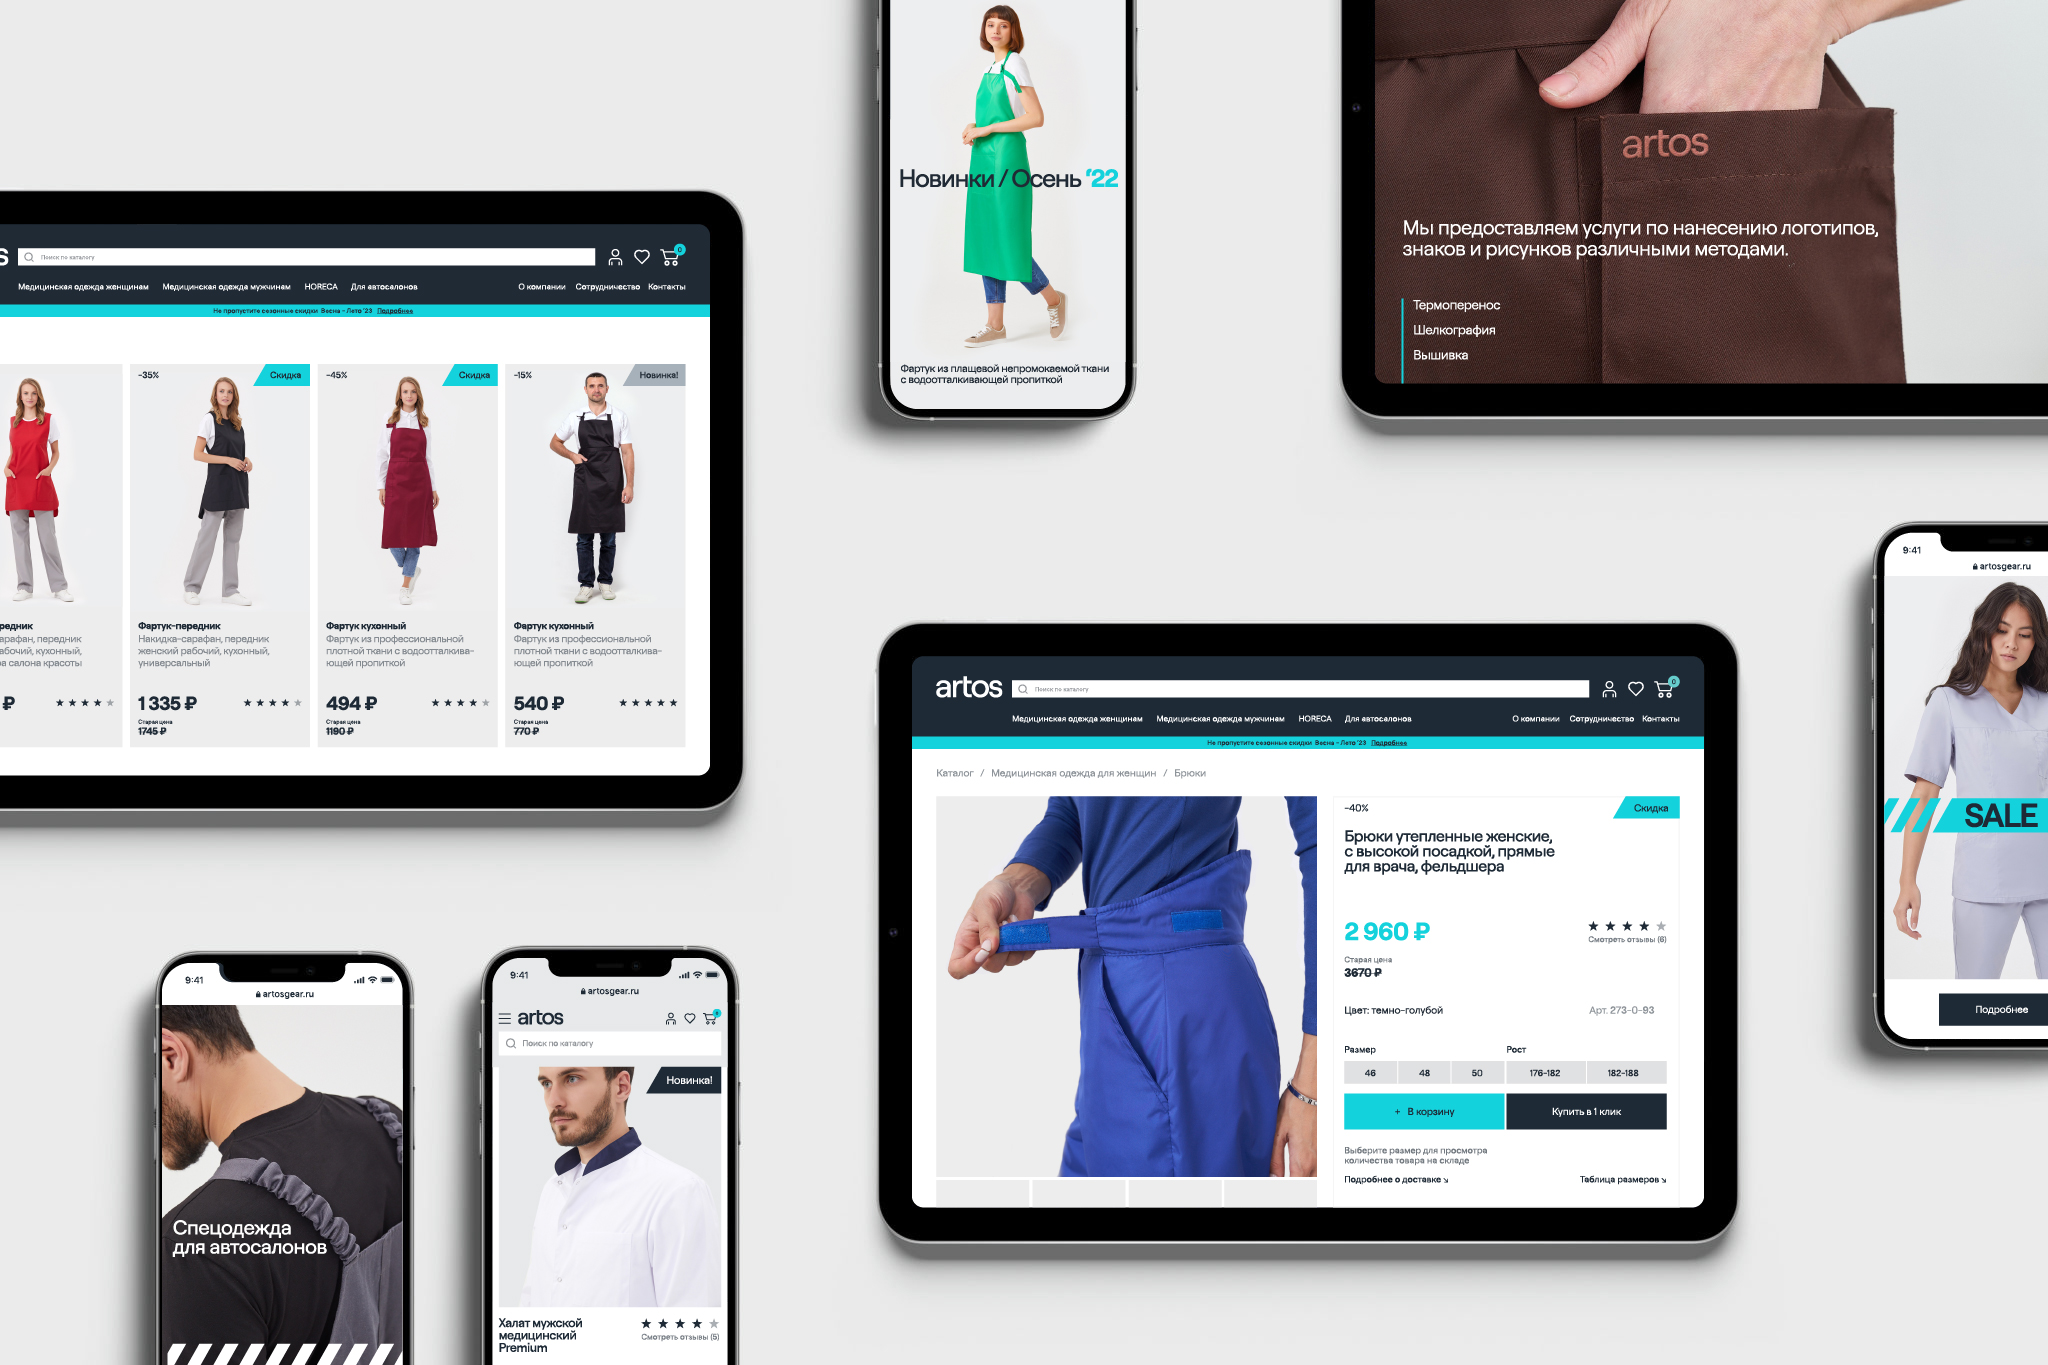 Новинки / Осень '22
Фартук из плащевой непромокаемой ткани
с водоотталкивающей пропиткой
artos
Мы предоставляем услуги по нанесению логотипов,
знаков и рисунков различными методами.
Термоперенос
Шелкография
Вышивка
s
Поиск по каталогу
0
Медицинская одежда женщинам Медицинская одежда мужчинам HORECA Для автосалонов О компании Сотрудничество Контакты
Не пропустите сезонные скидки Весна - Лето '23 Подробнее
-35% Скидка
-45% Скидка
-15% Новинка!
редник
арафан, передник
абочий, кухонный,
а салона красоты
₽
Фартук-передник
Накидка-сарафан, передник
женский рабочий, кухонный,
универсальный
1 335 ₽
Старая цена
1745 ₽
Фартук кухонный
Фартук из профессиональной
плотной ткани с водоотталкива-
ющей пропиткой
494 ₽
Старая цена
1190 ₽
Фартук кухонный
Фартук из профессиональной
плотной ткани с водоотталкива-
ющей пропиткой
540 ₽
Старая цена
770 ₽
9:41
artosgear.ru
SALE
Подробнее
artos
Поиск по каталогу
0
Медицинская одежда женщинам Медицинская одежда мужчинам HORECA Для автосалонов О компании Сотрудничество Контакты
Не пропустите сезонные скидки Весна - Лето '23 Подробнее
Каталог / Медицинская одежда для женщин / Брюки
-40% Скидка
Брюки утепленные женские,
с высокой посадкой, прямые
для врача, фельдшера
2 960 ₽
Смотреть отзывы (6)
Старая цена
3670 ₽
Цвет: темно-голубой Арт. 273-0-93
Размер Рост
46 48 50 176-182 182-188
+ В корзину Купить в 1 клик
Выберите размер для просмотра
количества товара на складе
Подробнее о доставке ↘ Таблица размеров ↘
9:41
artosgear.ru
Спецодежда
для автосалонов
9:41
artosgear.ru
artos
0
Поиск по каталогу
Новинка!
Халат мужской
медицинский
Premium
Смотреть отзывы (5)